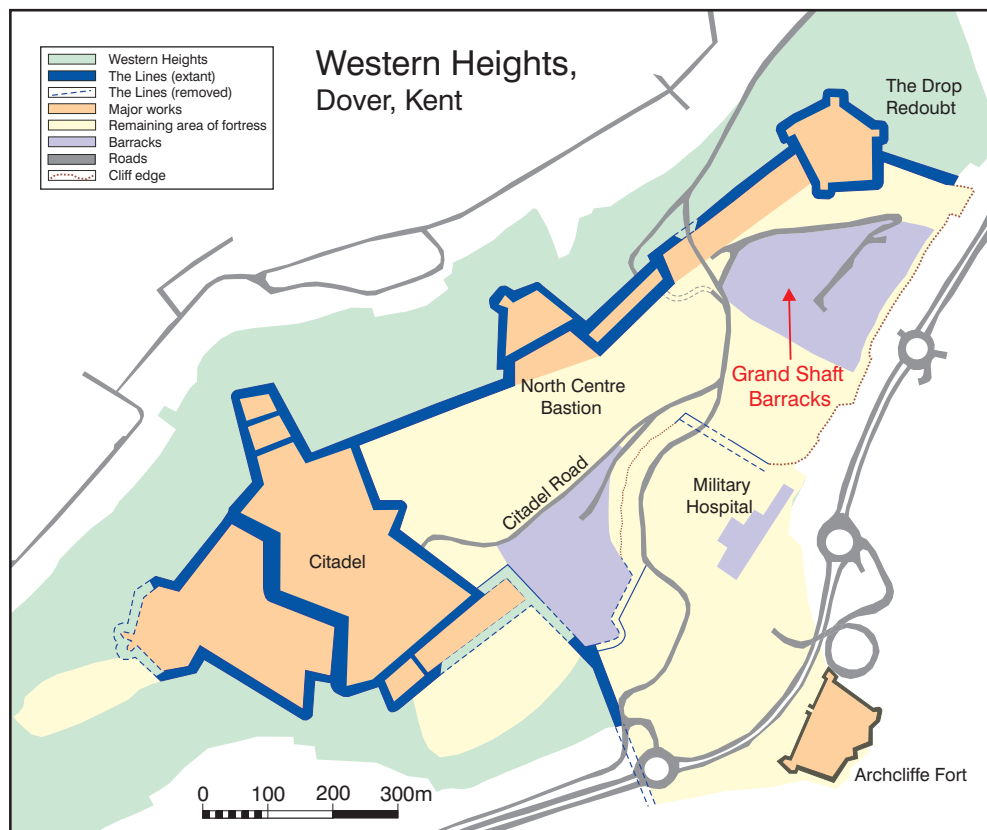 Western Heights,
Dover, Kent
Western Heights
The Lines (extant)
The Lines (removed)
Major works
Remaining area of fortress
Barracks
Roads
Cliff edge
The Drop
Redoubt
Grand Shaft
Barracks
North Centre
Bastion
Citadel Road
Military
Hospital
Citadel
Archcliffe Fort
0 100 200 300m